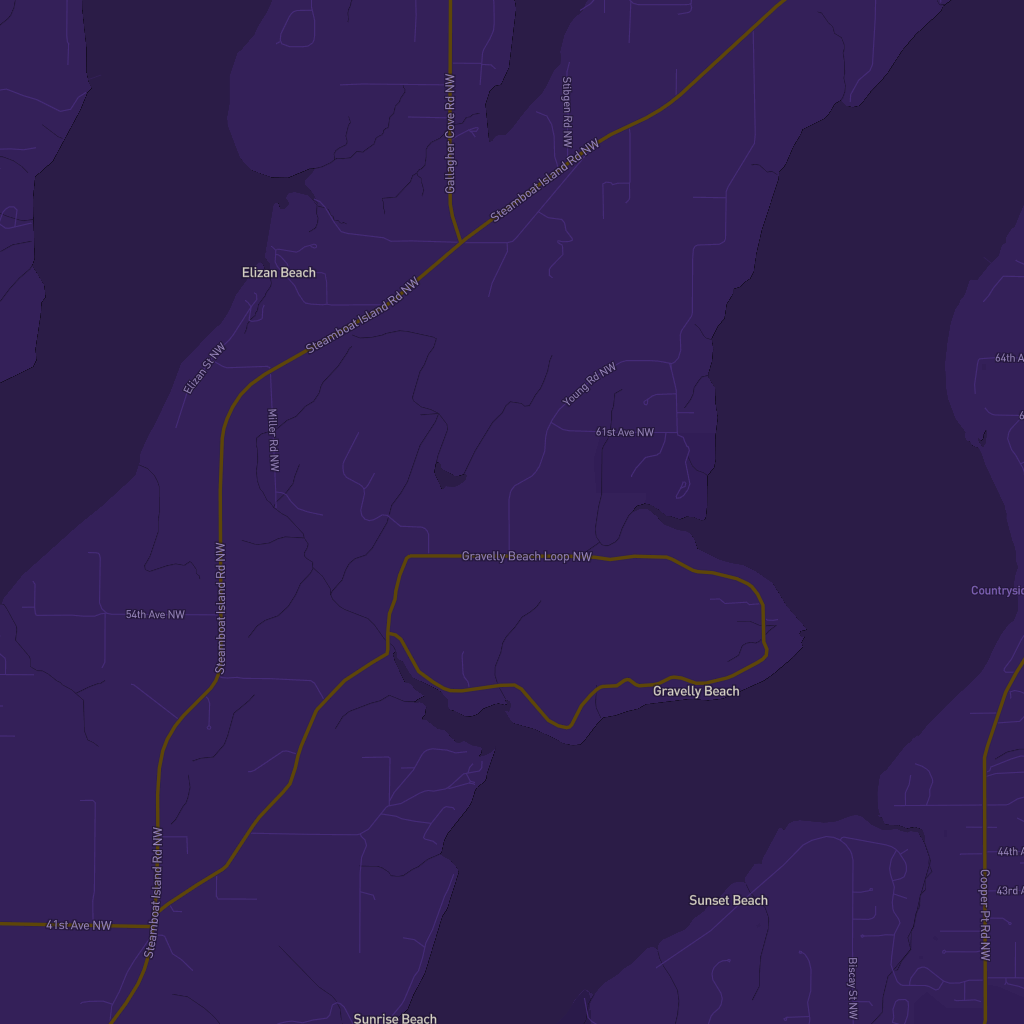 Gallagher Cove Rd NW
Stibgen Rd NW
Steamboat Island Rd NW
Elizan Beach
Steamboat Island Rd NW
Elizan St NW
Young Rd NW
64th A
Miller Rd NW
61st Ave NW
6
Gravelly Beach Loop NW
Steamboat Island Rd NW
54th Ave NW
Countrysid
Gravelly Beach
Steamboat Island Rd NW
44th A
43rd A
Cooper Pt Rd NW
Sunset Beach
41st Ave NW
Biscay St NW
Sunrise Beach